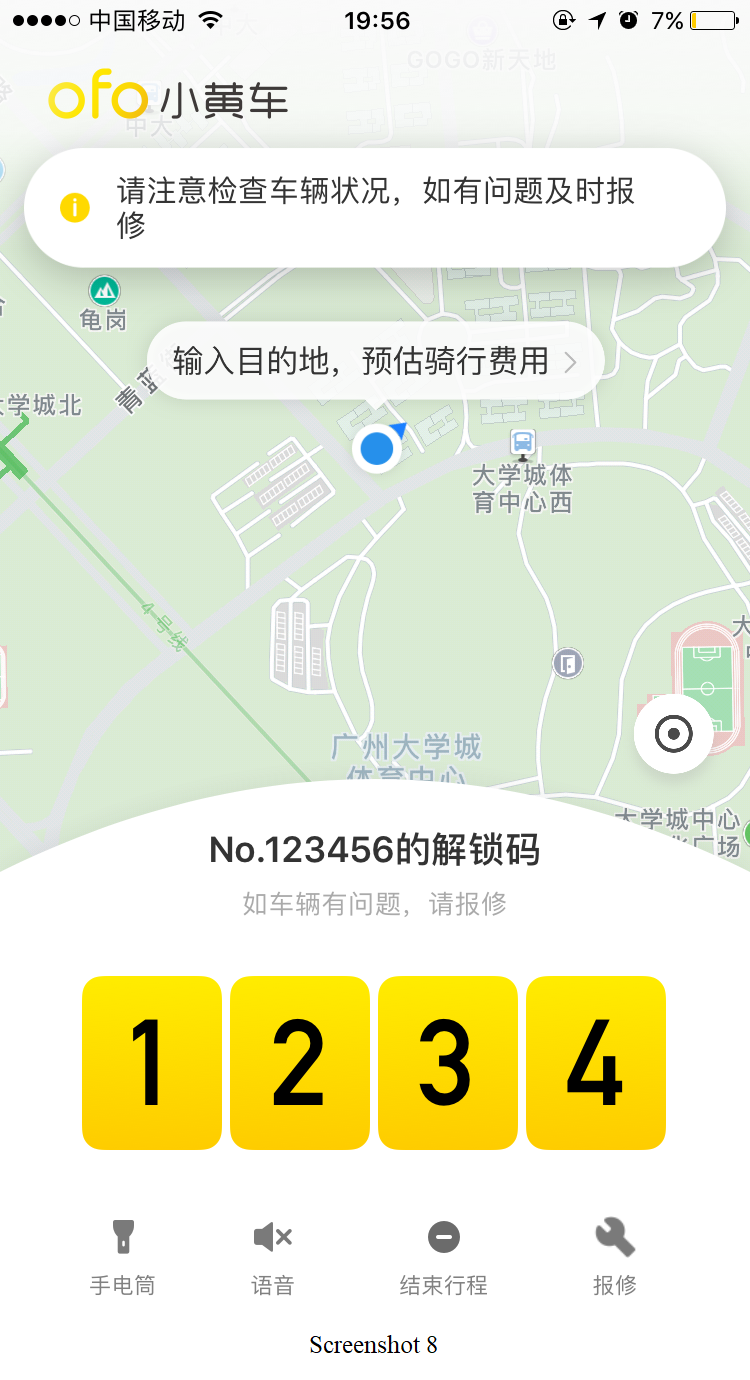 中国移动
19:56
7%
GOGO新天地
ofo小黄车
中大
请注意检查车辆状况，如有问题及时报
修
龟岗
输入目的地，预估骑行费用
青蓝
大学城北
大学城体
育中心西
4号线
广州大学城
体育中心
大学城中心
北广场
No.123456的解锁码
如车辆有问题，请报修
1 2 3 4
手电筒 语音 结束行程 报修
Screenshot 8